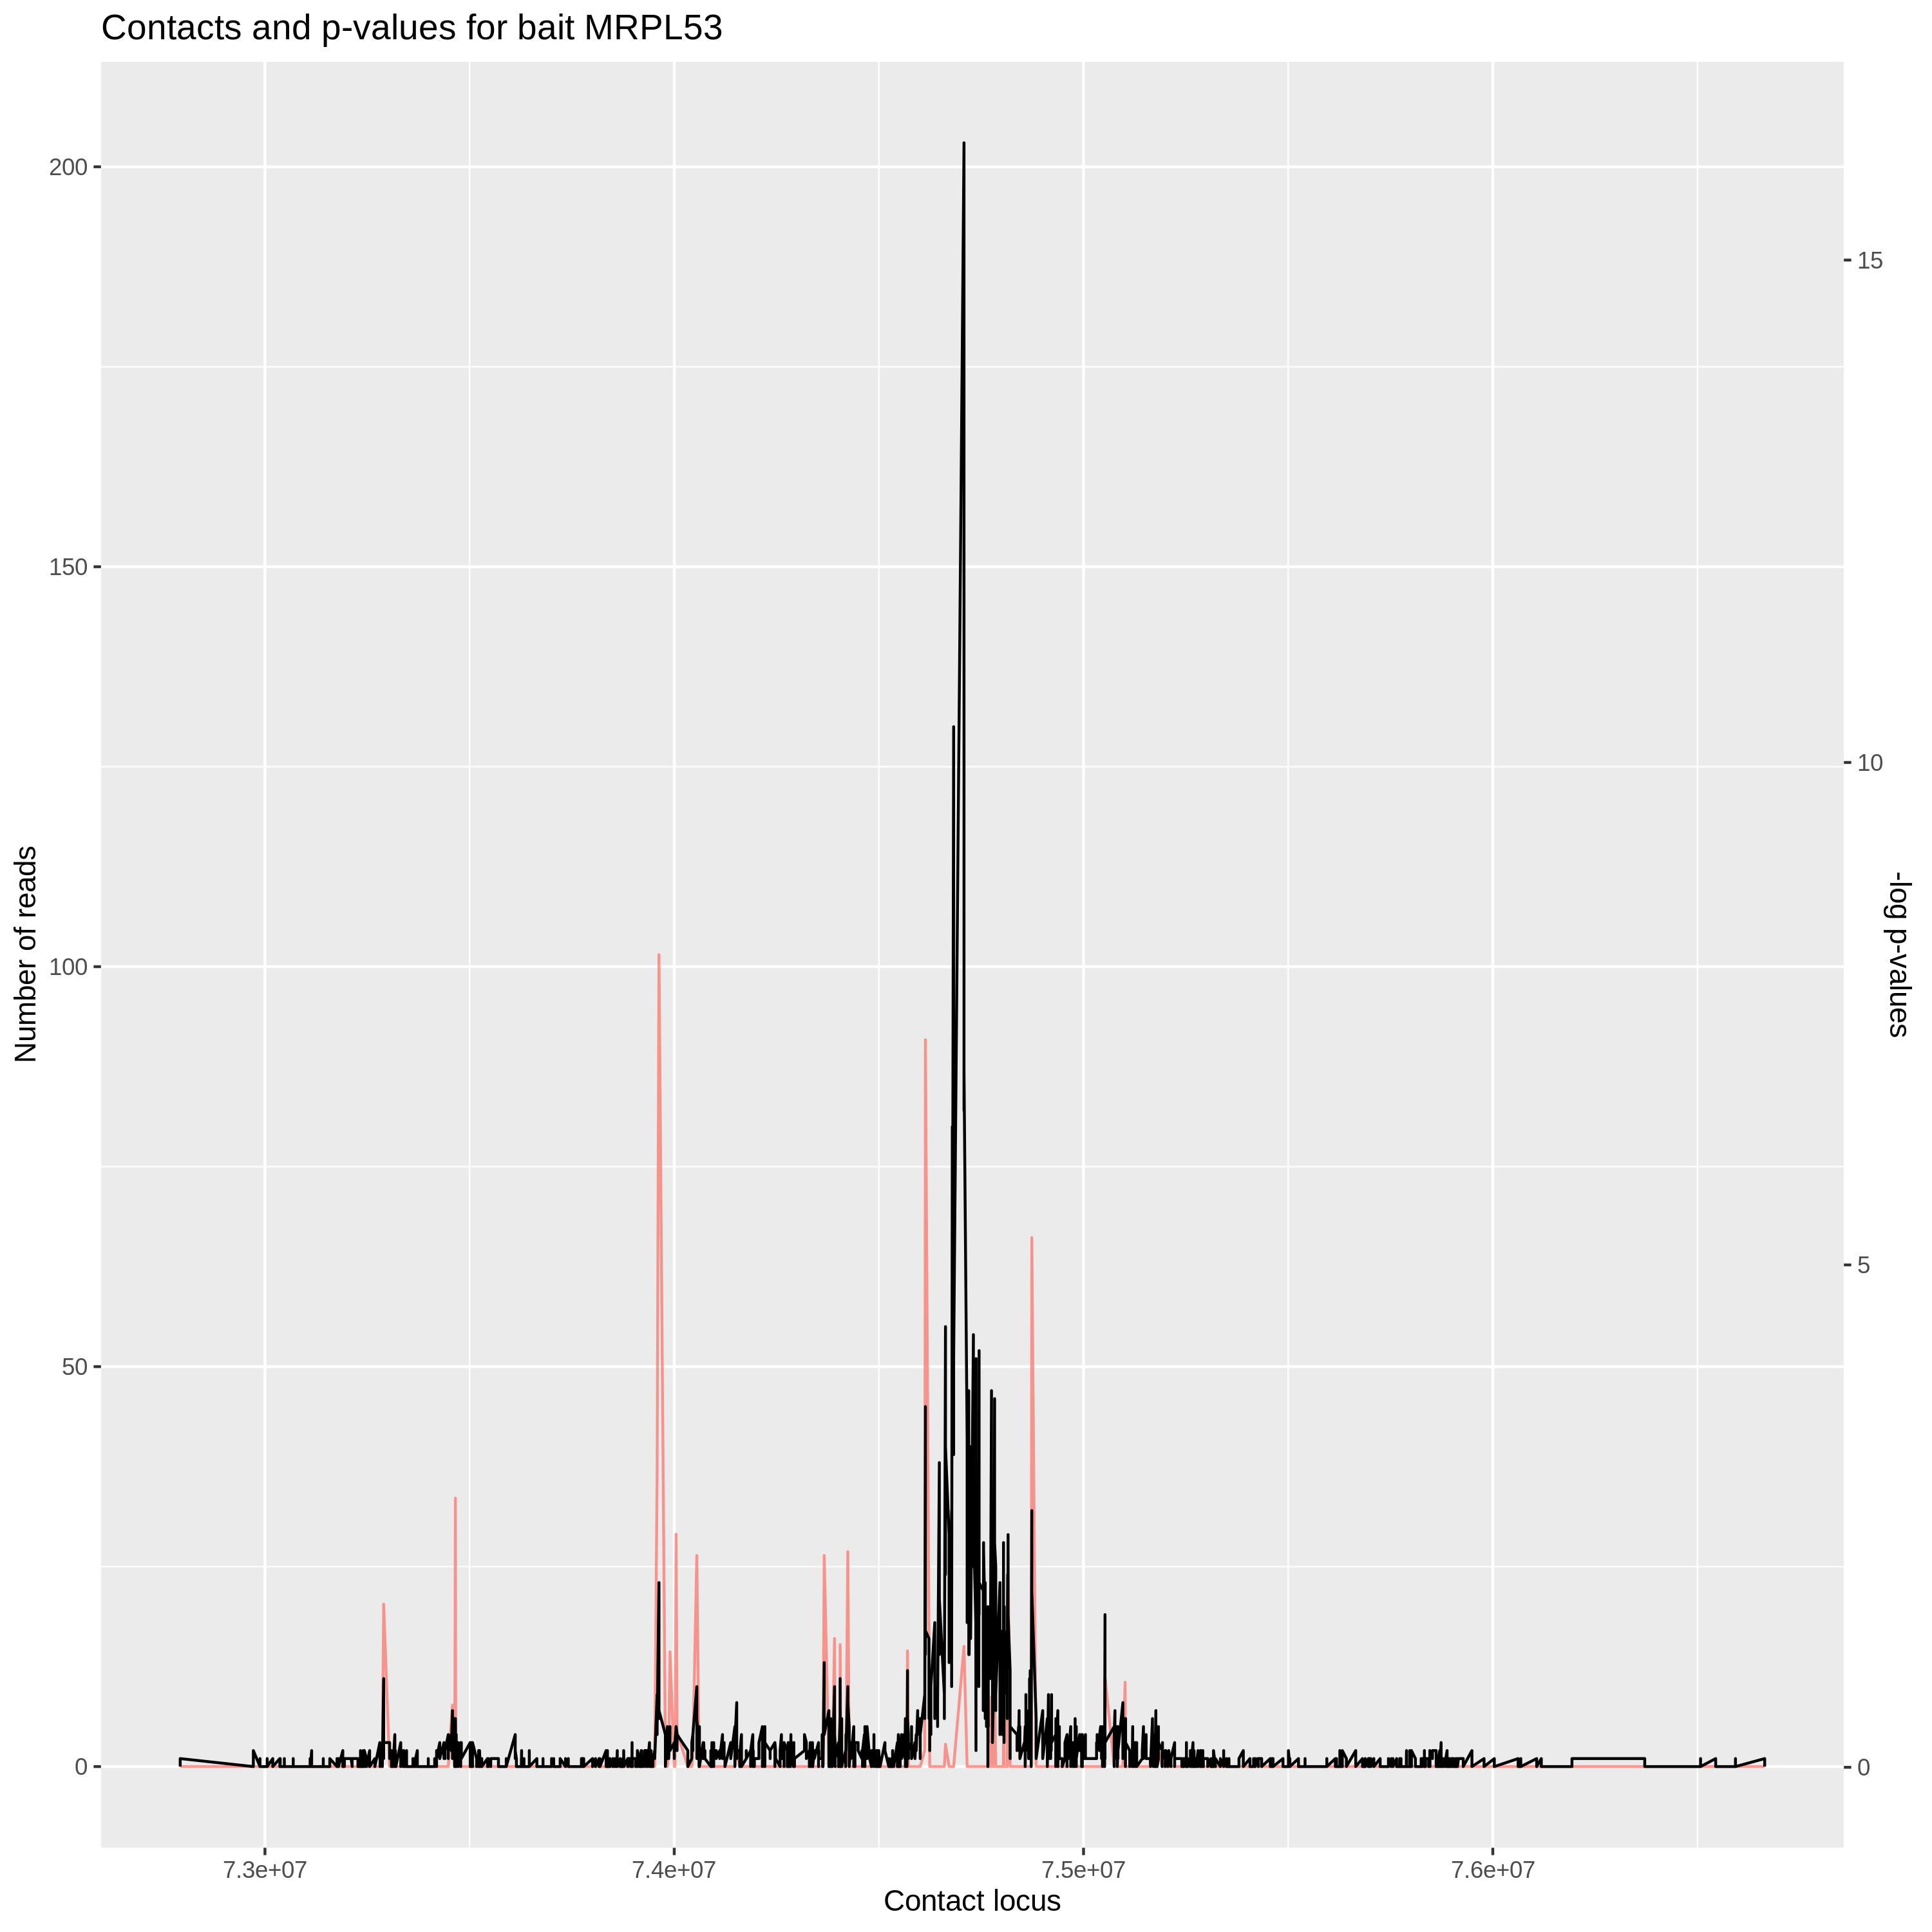 Contacts and p-values for bait MRPL53
200
150
100
50
0
Number of reads
15
10
5
0
-log p-values
7.3e+07
7.4e+07
7.5e+07
7.6e+07
Contact locus